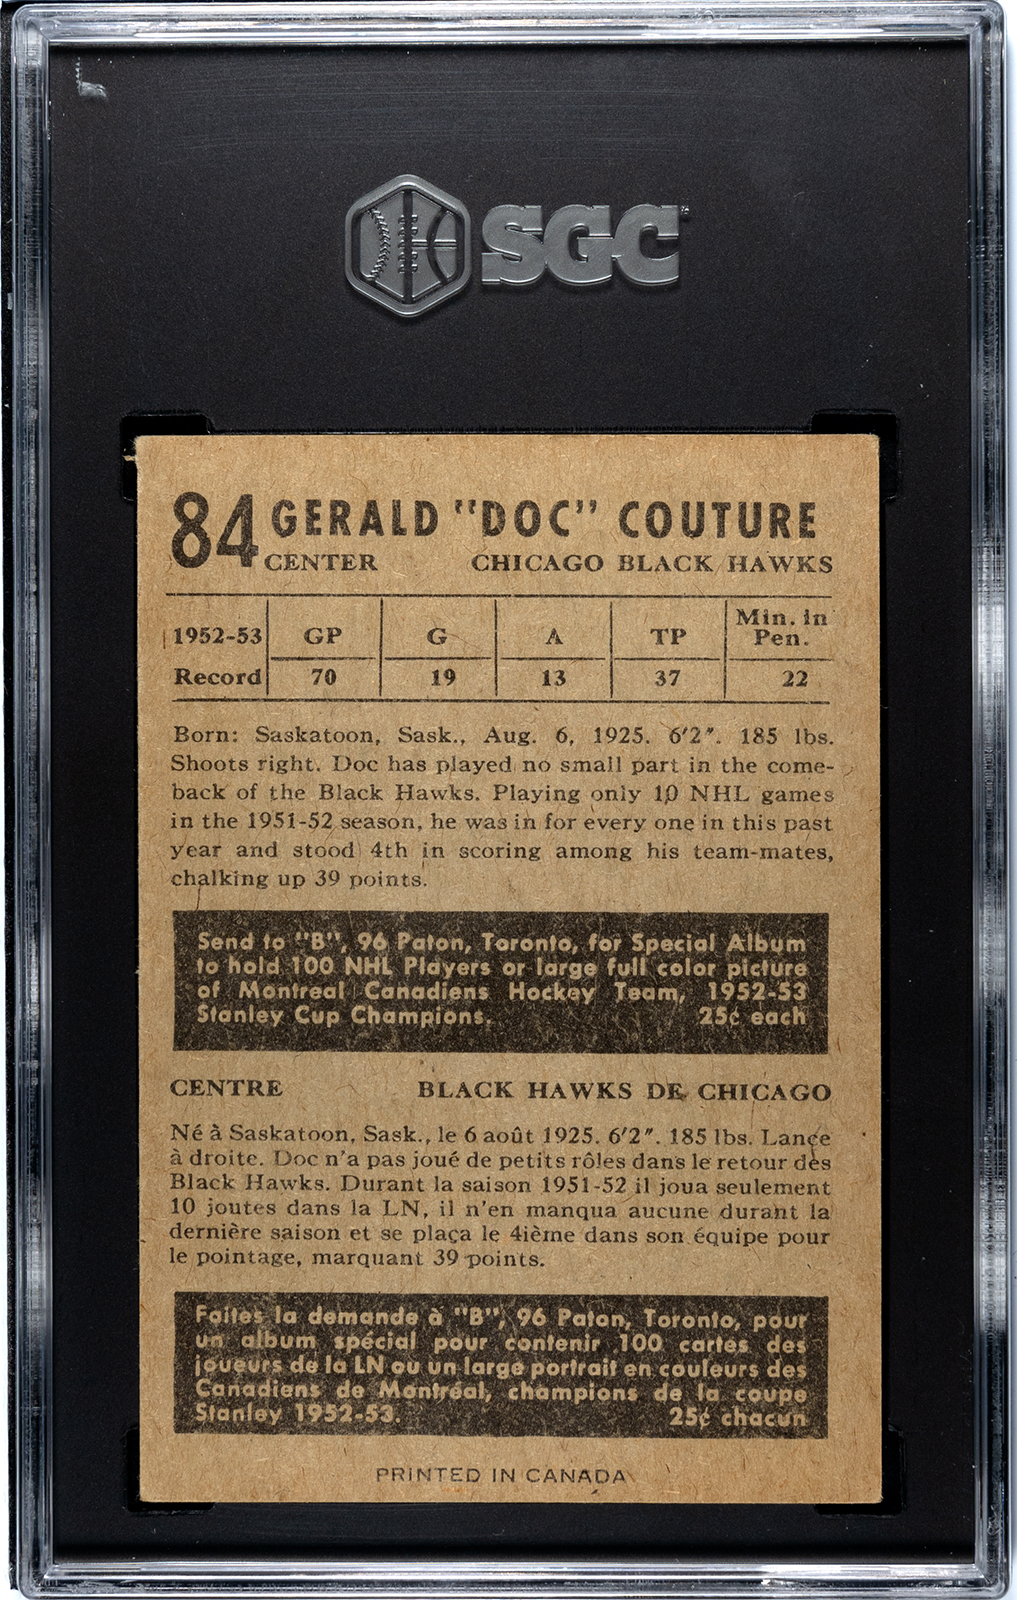 SGC
84 GERALD "DOC" COUTURE
CENTER CHICAGO BLACK HAWKS
1952-53 GP G A TP Min. in Pen.
Record 70 19 13 37 22
Born: Saskatoon, Sask., Aug. 6, 1925. 6'2". 185 lbs.
Shoots right. Doc has played no small part in the come-
back of the Black Hawks. Playing only 10 NHL games
in the 1951-52 season, he was in for every one in this past
year and stood 4th in scoring among his team-mates,
chalking up 39 points.
Send to "B", 96 Paton, Toronto, for Special Album
to hold 100 NHL Players or large full color picture
of Montreal Canadiens Hockey Team, 1952-53
Stanley Cup Champions. 25¢ each
CENTRE BLACK HAWKS DE CHICAGO
Né à Saskatoon, Sask., le 6 août 1925. 6'2". 185 lbs. Lance
à droite. Doc n'a pas joué de petits rôles dans le retour des
Black Hawks. Durant la saison 1951-52 il joua seulement
10 joutes dans la LN, il n'en manqua aucune durant la
dernière saison et se plaça le 4ième dans son équipe pour
le pointage, marquant 39 points.
Faites la demande à "B", 96 Paton, Toronto, pour
un album spécial pour contenir 100 cartes des
joueurs de la LN ou un large portrait en couleurs des
Canadiens de Montréal, champions de la coupe
Stanley 1952-53. 25¢ chacun
PRINTED IN CANADA